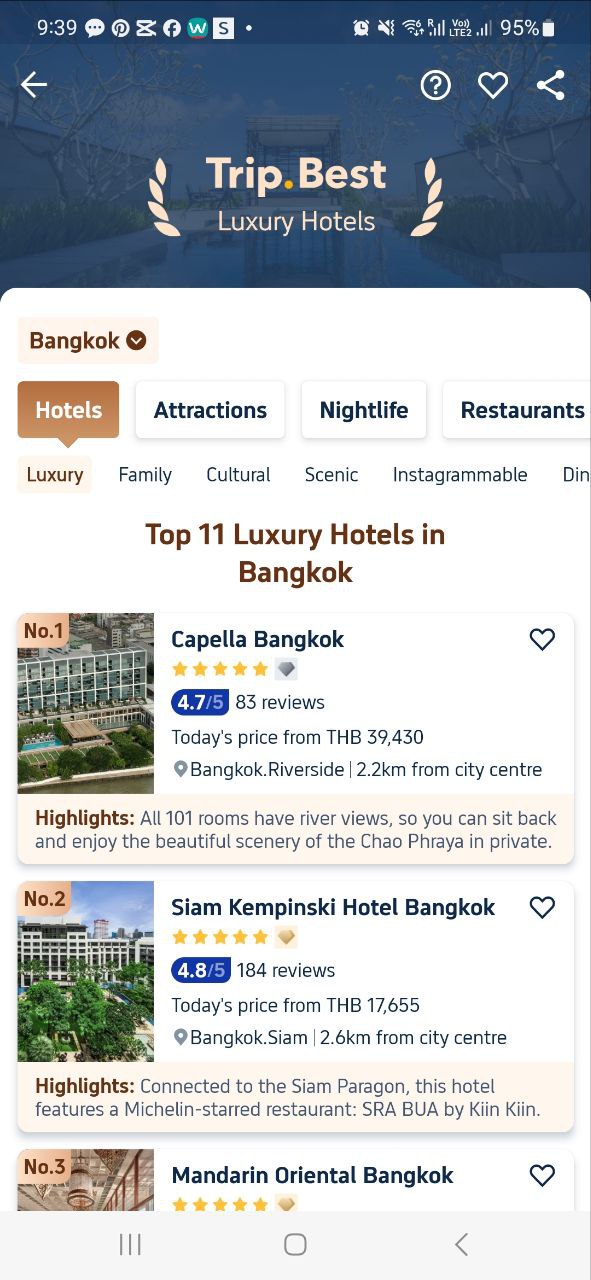 9:39 W S • R Vo)) LTE2 95%
Trip.Best
Luxury Hotels
Bangkok
Hotels Attractions Nightlife Restaurants
Luxury Family Cultural Scenic Instagrammable Din
Top 11 Luxury Hotels in
Bangkok
No.1
Capella Bangkok
4.7/5 83 reviews
Today's price from THB 39,430
Bangkok.Riverside | 2.2km from city centre
Highlights: All 101 rooms have river views, so you can sit back
and enjoy the beautiful scenery of the Chao Phraya in private.
No.2
Siam Kempinski Hotel Bangkok
4.8/5 184 reviews
Today's price from THB 17,655
Bangkok.Siam | 2.6km from city centre
Highlights: Connected to the Siam Paragon, this hotel
features a Michelin-starred restaurant: SRA BUA by Kiin Kiin.
No.3
Mandarin Oriental Bangkok